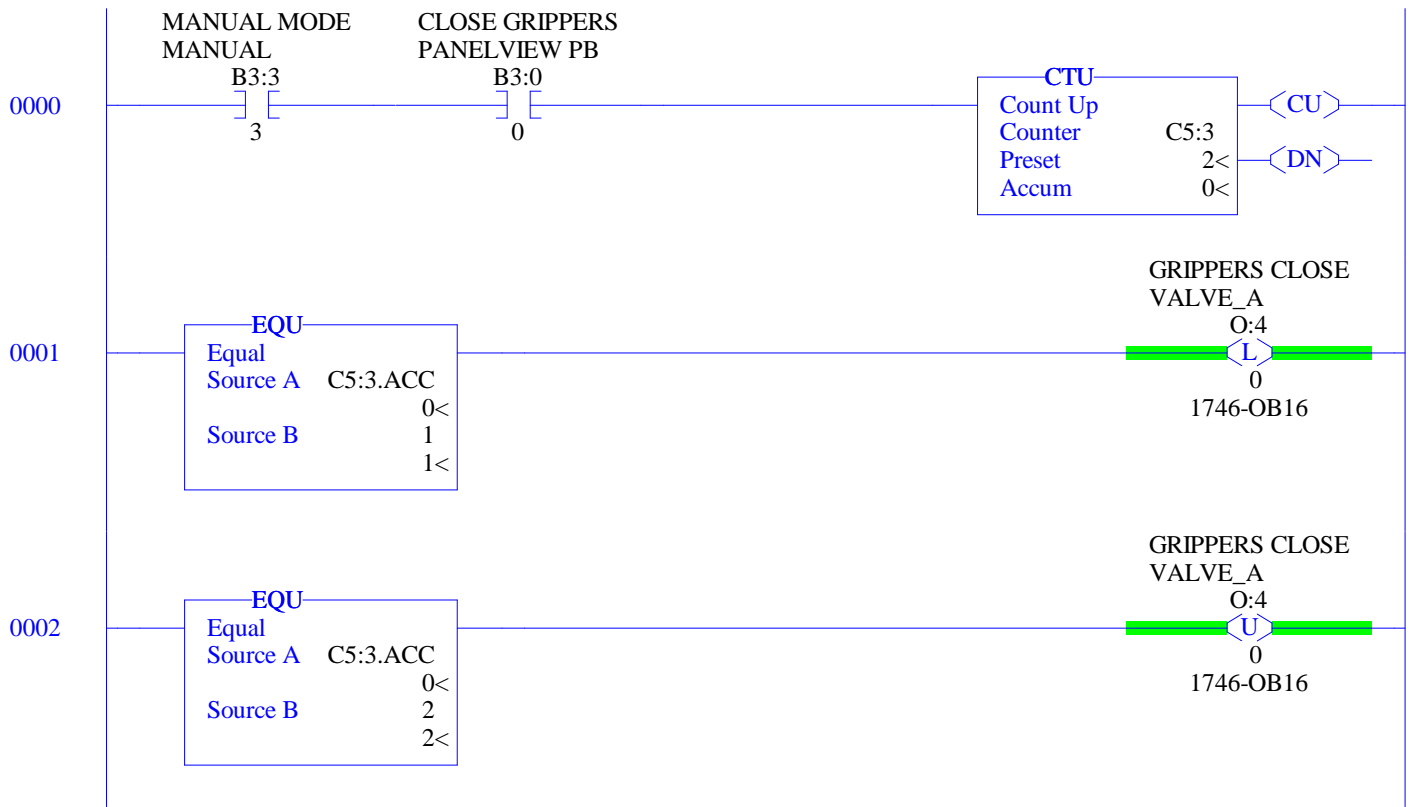 MANUAL MODE
MANUAL
B3:3
3
CLOSE GRIPPERS
PANELVIEW PB
B3:0
0
0000
CTU
Count Up
Counter C5:3
Preset 2<
Accum 0<
CU
DN
GRIPPERS CLOSE
VALVE_A
O:4
L
0
1746-OB16
0001
EQU
Equal
Source A C5:3.ACC
0<
Source B 1
1<
GRIPPERS CLOSE
VALVE_A
O:4
U
0
1746-OB16
0002
EQU
Equal
Source A C5:3.ACC
0<
Source B 2
2<